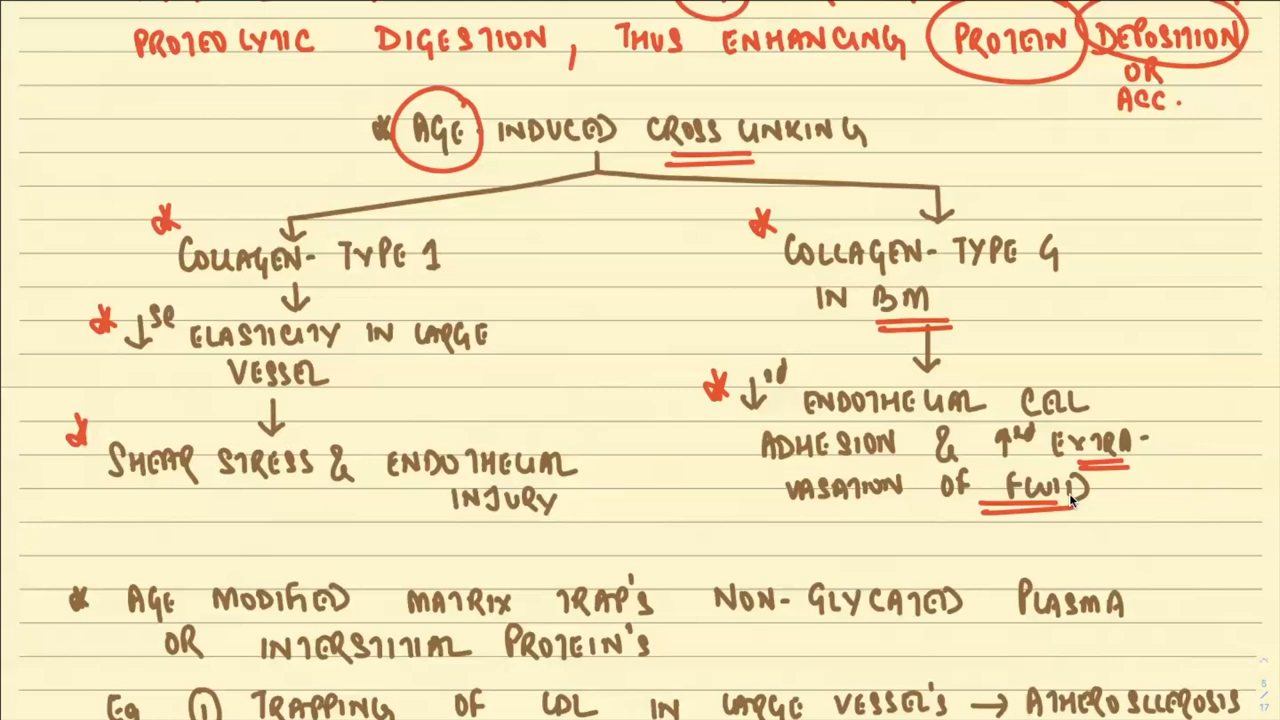 PROTEOLYTIC DIGESTION, THUS ENHANCING PROTEIN DEPOSITION
OR
ACC.
* AGE INDUCED CROSS LINKING
* COLLAGEN- TYPE 1
↓
* ↓se ELASTICITY IN LARGE
VESSEL
↓
* SHEAR STRESS & ENDOTHELIAL
INJURY
* COLLAGEN- TYPE 4
IN BM
↓
* ↓ed ENDOTHELIAL CELL
ADHESION & ↑ed EXTRA-
VASATION OF FLUID
* AGE MODIFIED MATRIX TRAP'S NON-GLYCATED PLASMA
OR INTERSTITIAL PROTEIN'S
Eg ① TRAPPING OF LDL IN LARGE VESSEL'S → ATHEROSCLEROSIS
5
/
17